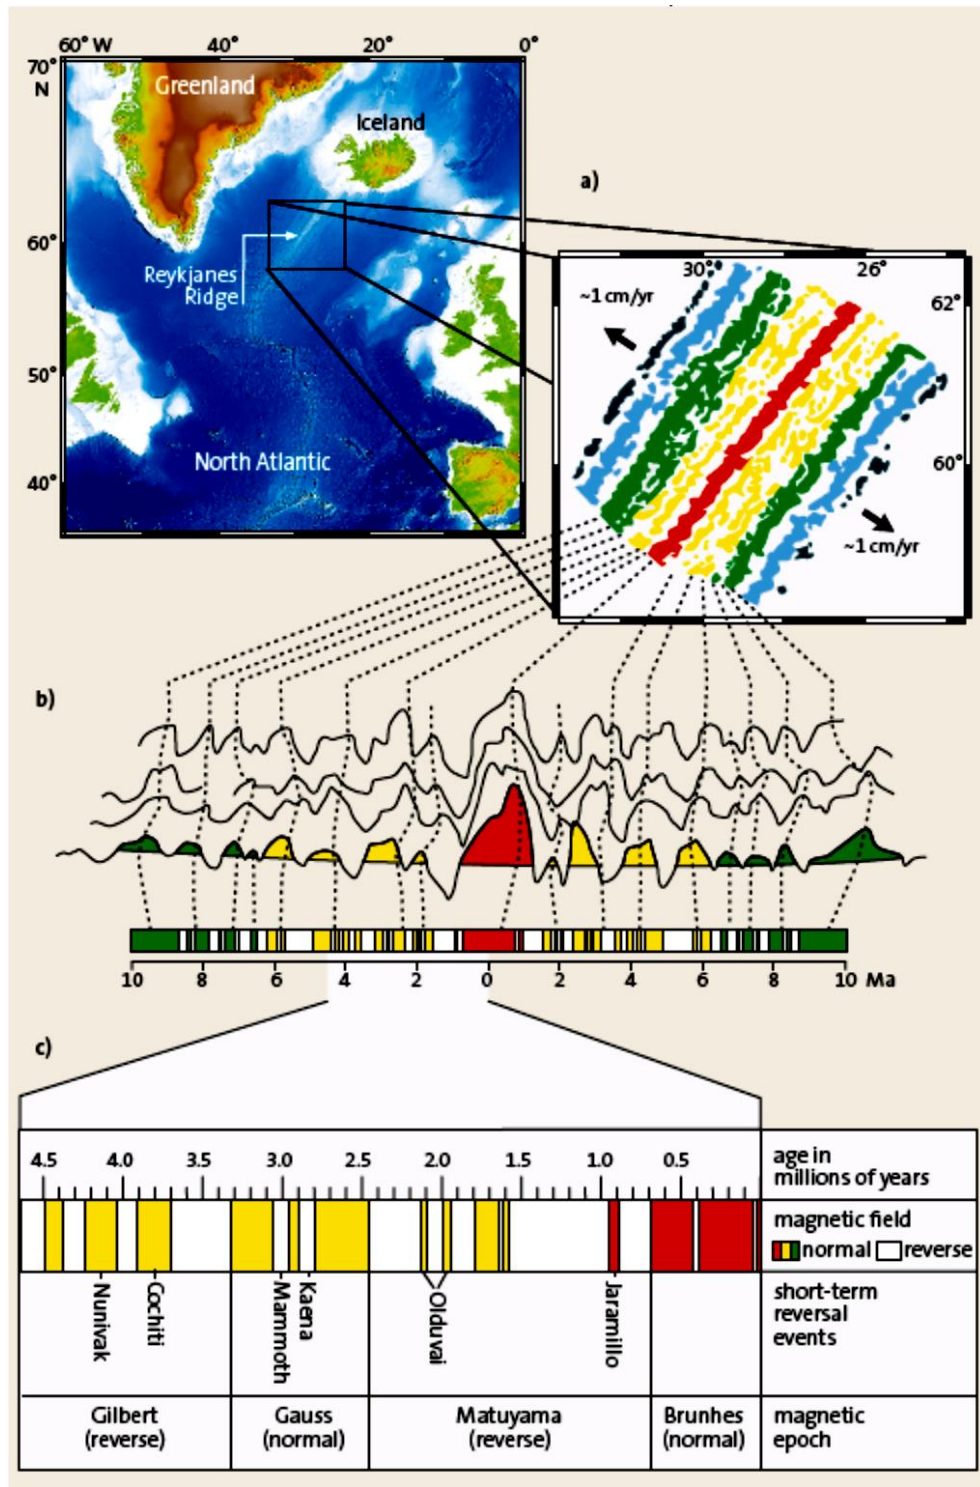 60° W 40° 20° 0°
70°
N
Greenland
Iceland
60°
Reykjanes
Ridge
50°
North Atlantic
40°
a)
30° 26°
~1 cm/yr
62°
60°
~1 cm/yr
b)
10 8 6 4 2 0 2 4 6 8 10 Ma
c)
4.5 4.0 3.5 3.0 2.5 2.0 1.5 1.0 0.5
age in
millions of years
magnetic field
normal reverse
Nunivak
Cochiti
Mammoth
Kaena
Olduvai
Jaramillo
short-term
reversal
events
Gilbert
(reverse)
Gauss
(normal)
Matuyama
(reverse)
Brunhes
(normal)
magnetic
epoch